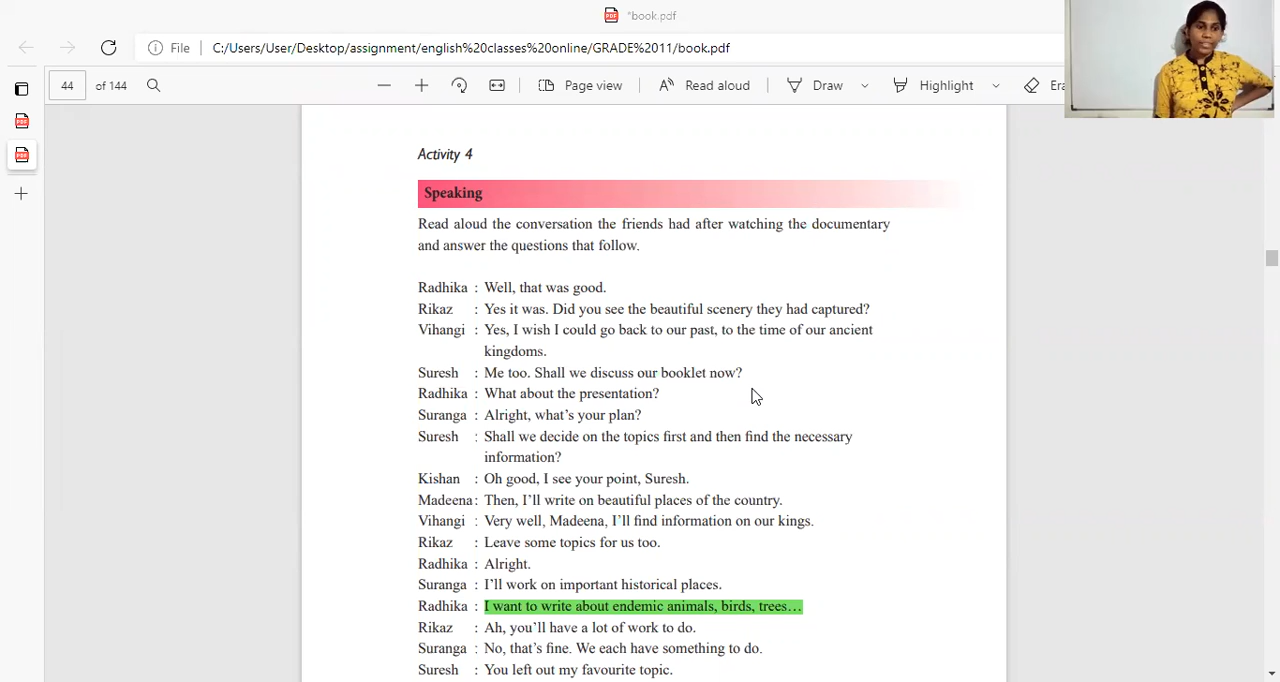 *book.pdf
File C:/Users/User/Desktop/assignment/english%20classes%20online/GRADE%2011/book.pdf
44 of 144 Page view Read aloud Draw Highlight
Activity 4
Speaking
Read aloud the conversation the friends had after watching the documentary
and answer the questions that follow.
Radhika : Well, that was good.
Rikaz : Yes it was. Did you see the beautiful scenery they had captured?
Vihangi : Yes, I wish I could go back to our past, to the time of our ancient
kingdoms.
Suresh : Me too. Shall we discuss our booklet now?
Radhika : What about the presentation?
Suranga : Alright, what's your plan?
Suresh : Shall we decide on the topics first and then find the necessary
information?
Kishan : Oh good, I see your point, Suresh.
Madeena : Then, I'll write on beautiful places of the country.
Vihangi : Very well, Madeena, I'll find information on our kings.
Rikaz : Leave some topics for us too.
Radhika : Alright.
Suranga : I'll work on important historical places.
Radhika : I want to write about endemic animals, birds, trees…
Rikaz : Ah, you'll have a lot of work to do.
Suranga : No, that's fine. We each have something to do.
Suresh : You left out my favourite topic.